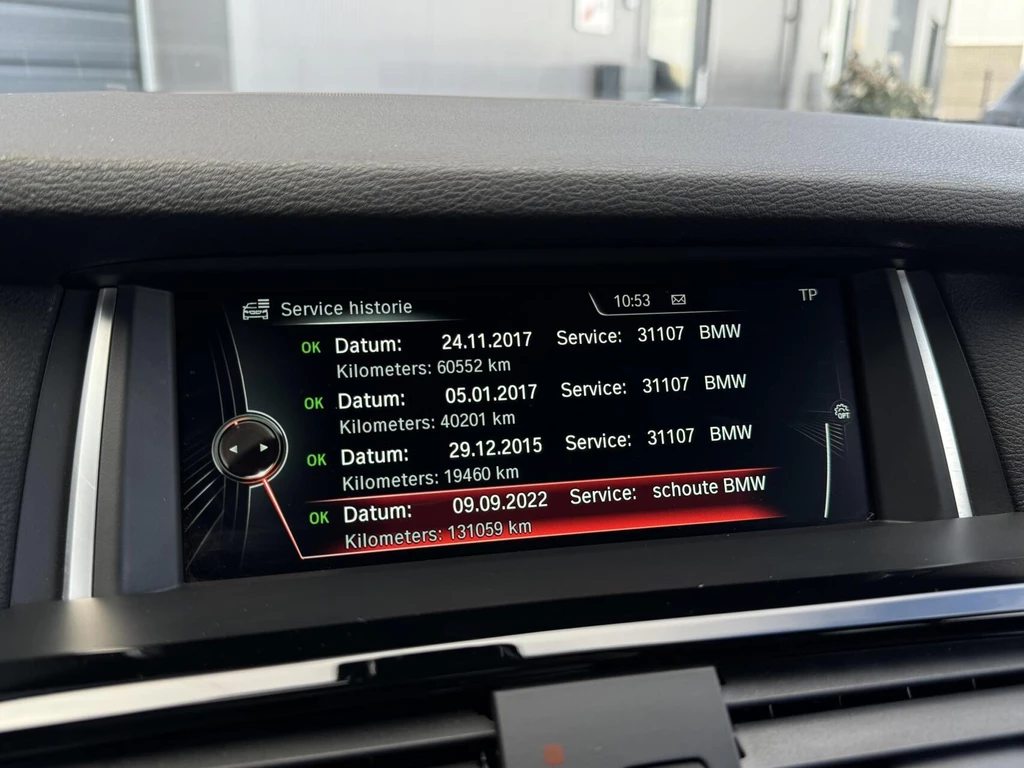 Service historie
10:53
TP
OK Datum: 24.11.2017 Service: 31107 BMW
Kilometers: 60552 km
OK Datum: 05.01.2017 Service: 31107 BMW
Kilometers: 40201 km
OFF
OK Datum: 29.12.2015 Service: 31107 BMW
Kilometers: 19460 km
OK Datum: 09.09.2022 Service: schoute BMW
Kilometers: 131059 km